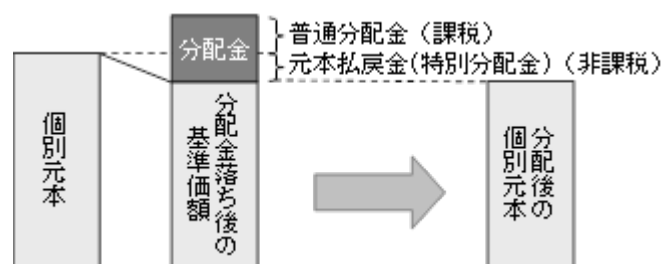 分配金
普通分配金（課税）
元本払戻金(特別分配金)（非課税）
個別元本
分配金落ち後の
基準価額
分配後の
個別元本